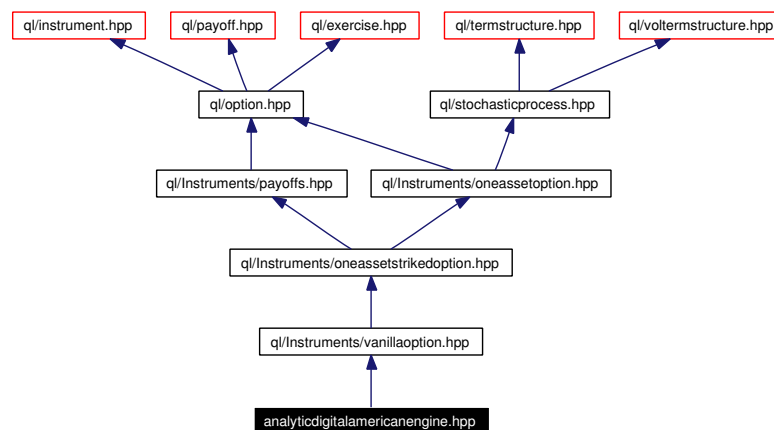 ql/instrument.hpp
ql/payoff.hpp
ql/exercise.hpp
ql/termstructure.hpp
ql/voltermstructure.hpp
ql/option.hpp
ql/stochasticprocess.hpp
ql/Instruments/payoffs.hpp
ql/Instruments/oneassetoption.hpp
ql/Instruments/oneassetstrikedoption.hpp
ql/Instruments/vanillaoption.hpp
analyticdigitalamericanengine.hpp